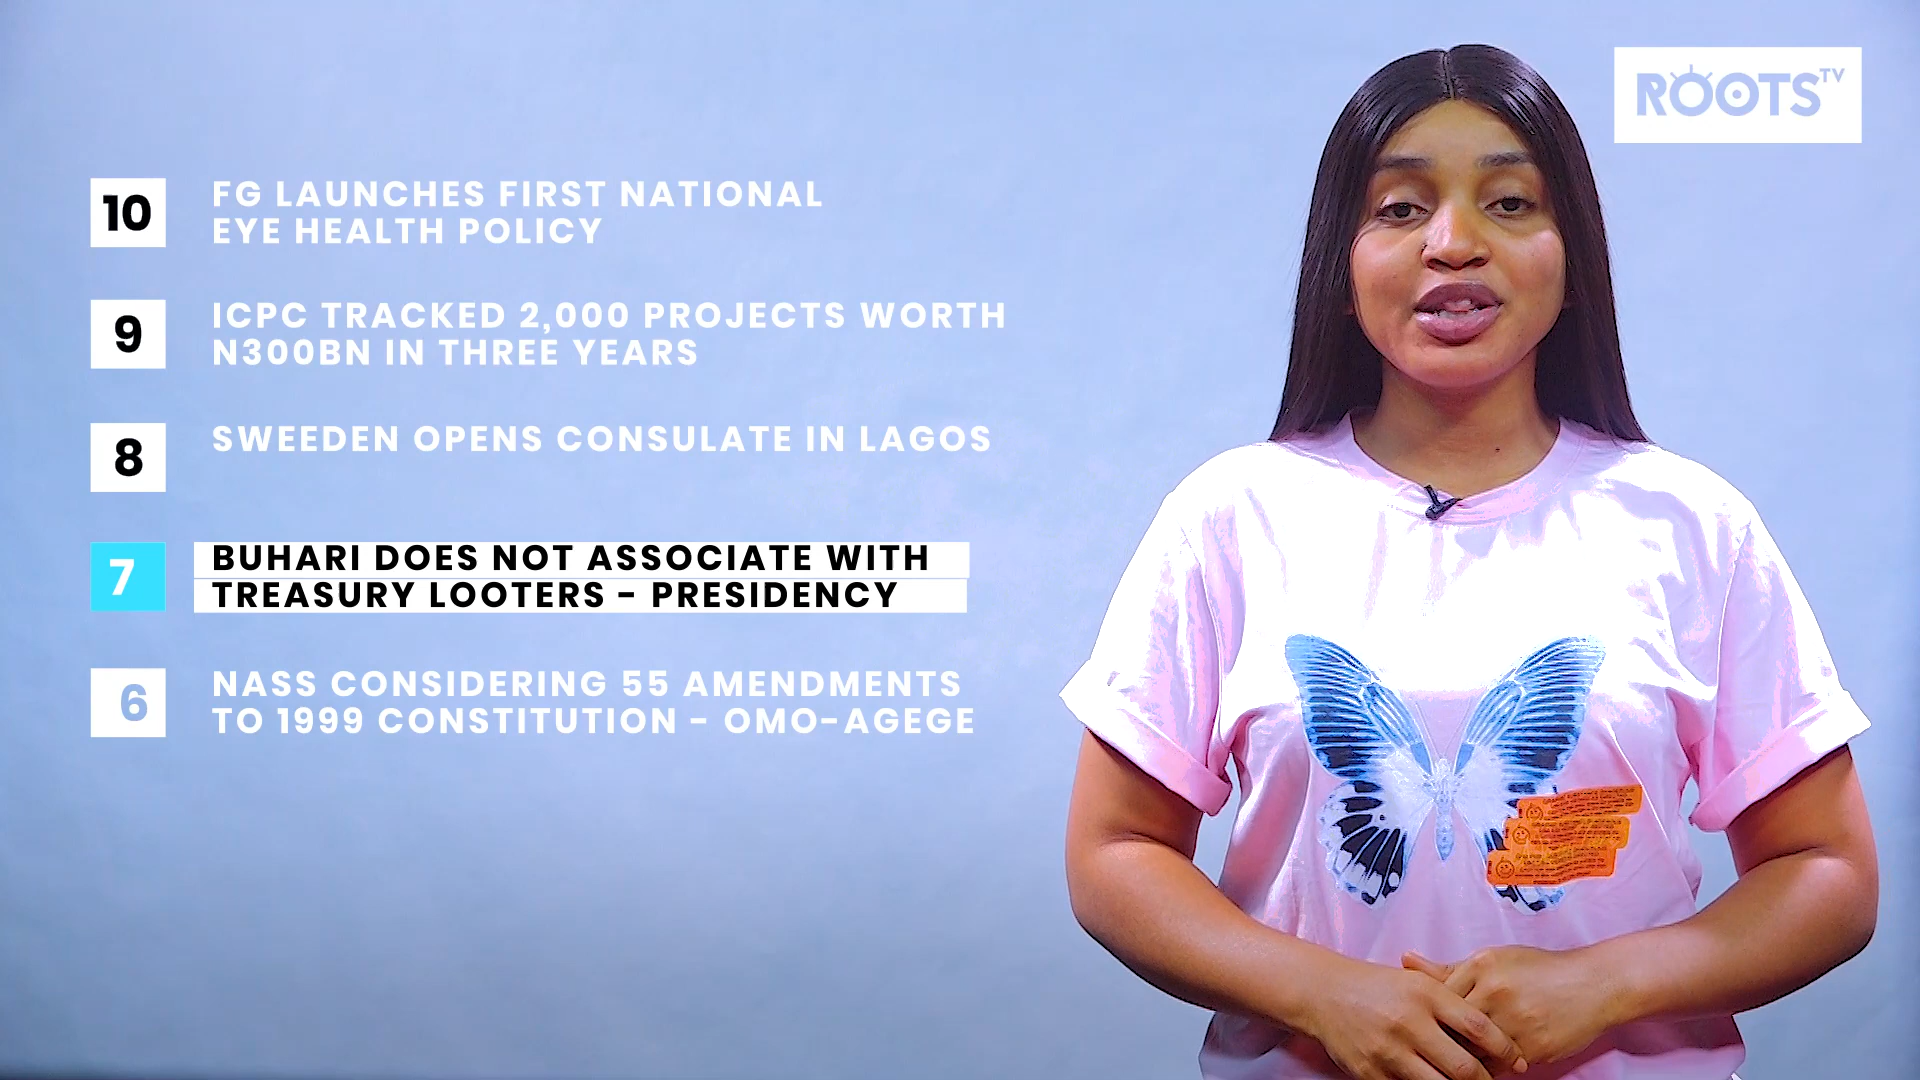 ROOTS TV
10
FG LAUNCHES FIRST NATIONAL
EYE HEALTH POLICY
9
ICPC TRACKED 2,000 PROJECTS WORTH
N300BN IN THREE YEARS
8
SWEEDEN OPENS CONSULATE IN LAGOS
7
BUHARI DOES NOT ASSOCIATE WITH
TREASURY LOOTERS - PRESIDENCY
6
NASS CONSIDERING 55 AMENDMENTS
TO 1999 CONSTITUTION - OMO-AGEGE